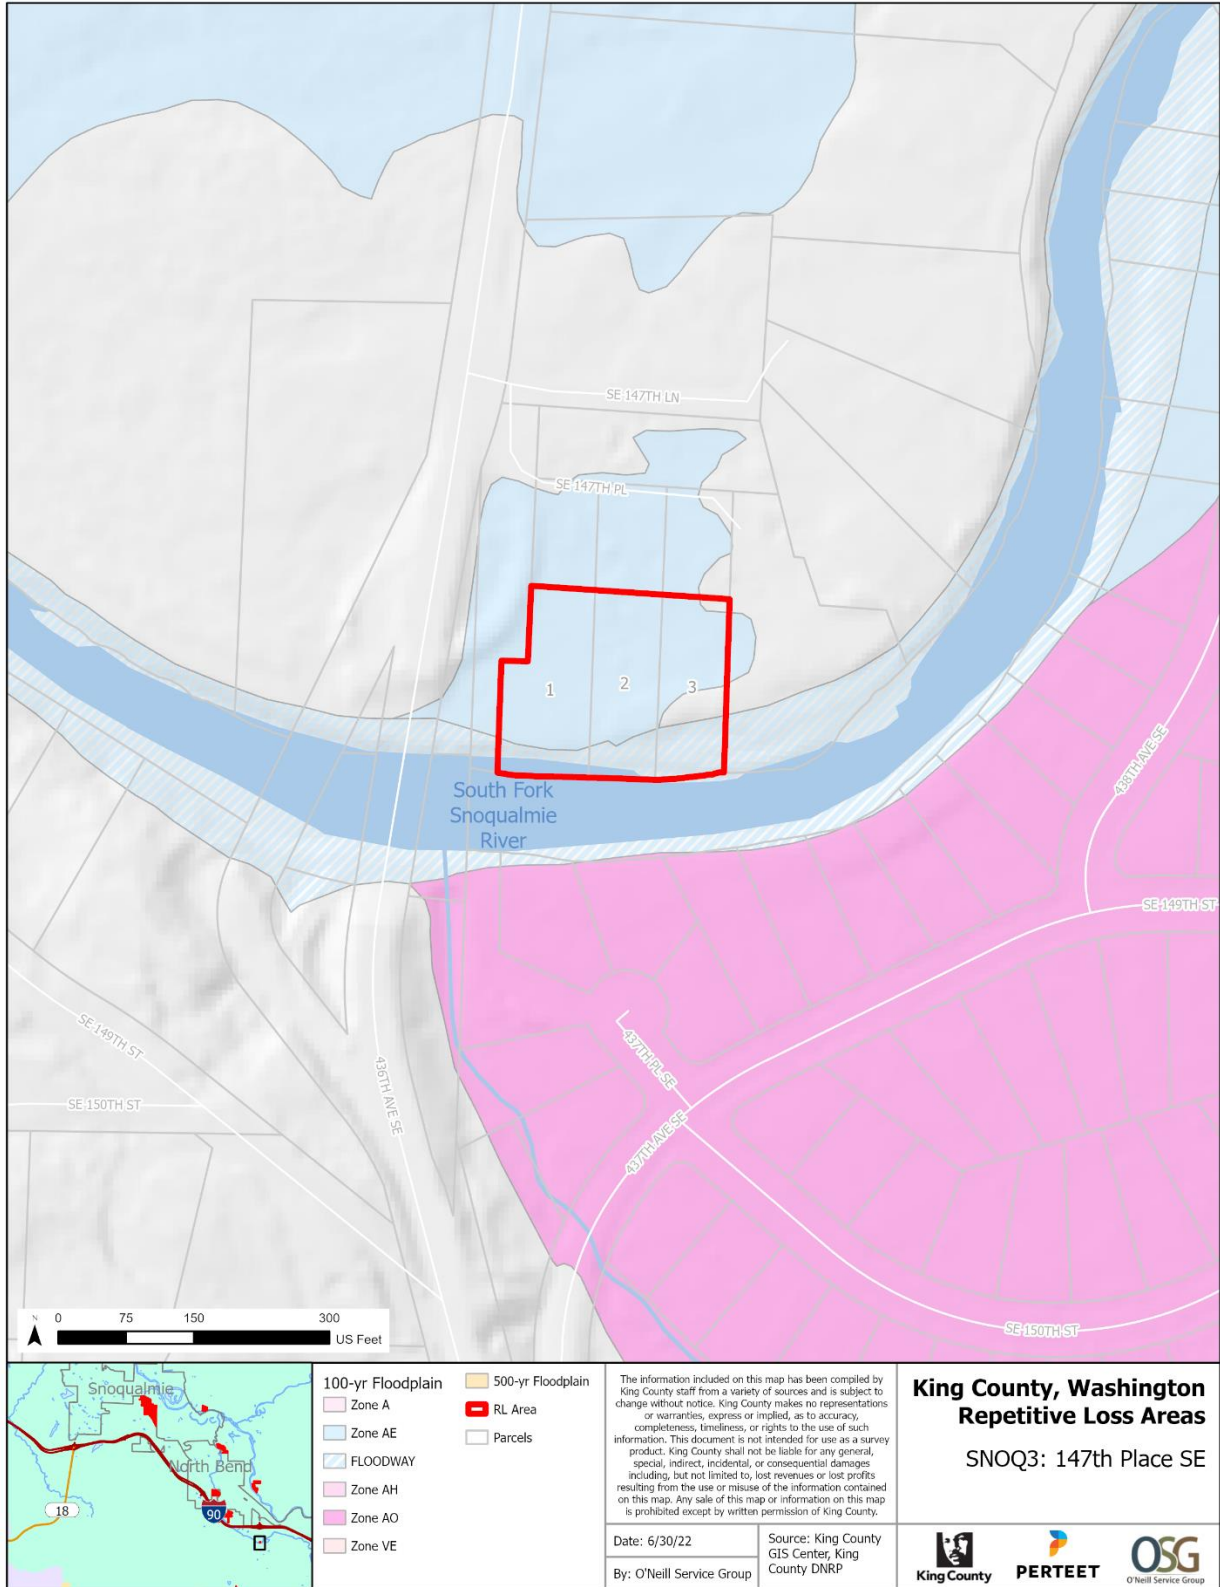 SE 147TH LN
SE 147TH PL
1
2
3
South Fork
Snoqualmie
River
438TH AVE SE
SE 149TH ST
SE 149TH ST
436TH AVE SE
437TH PL SE
SE 150TH ST
437TH AVE SE
SE 150TH ST
N
0 75 150 300
US Feet
Snoqualmie
North Bend
18
90
100-yr Floodplain
Zone A
Zone AE
FLOODWAY
Zone AH
Zone AO
Zone VE
500-yr Floodplain
RL Area
Parcels
The information included on this map has been compiled by
King County staff from a variety of sources and is subject to
change without notice. King County makes no representations
or warranties, express or implied, as to accuracy,
completeness, timeliness, or rights to the use of such
information. This document is not intended for use as a survey
product. King County shall not be liable for any general,
special, indirect, incidental, or consequential damages
including, but not limited to, lost revenues or lost profits
resulting from the use or misuse of the information contained
on this map. Any sale of this map or information on this map
is prohibited except by written permission of King County.
Date: 6/30/22
By: O'Neill Service Group
Source: King County
GIS Center, King
County DNRP
King County, Washington
Repetitive Loss Areas
SNOQ3: 147th Place SE
King County
PERTEET
OSG
O'Neill Service Group